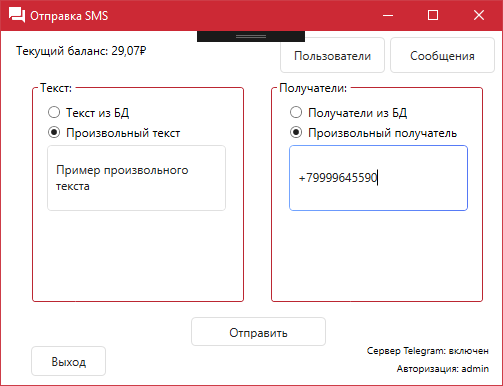 Отправка SMS
Текущий баланс: 29,07₽
Пользователи
Сообщения
Текст:
Текст из БД
Произвольный текст
Пример произвольного
текста
Получатели:
Получатели из БД
Произвольный получатель
+79999645590
Отправить
Выход
Сервер Telegram: включен
Авторизация: admin